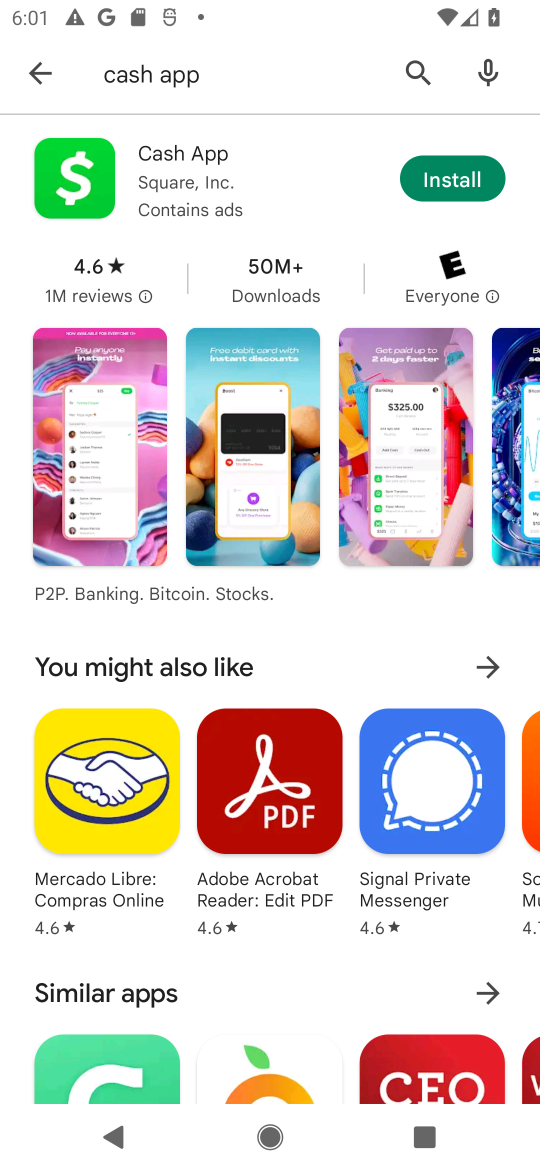 6:01
cash app
Cash App
Square, Inc.
Contains ads
Install
4.6★
50M+
E
1M reviews
Downloads
Everyone
Pay anyone
instantly
Free debit card with
instant discounts
Get paid up to
2 days faster
$325.00
P2P. Banking. Bitcoin. Stocks.
You might also like
PDF
Mercado Libre:
Compras Online
4.6★
Adobe Acrobat
Reader: Edit PDF
4.6★
Signal Private
Messenger
4.6★
Similar apps
CEO